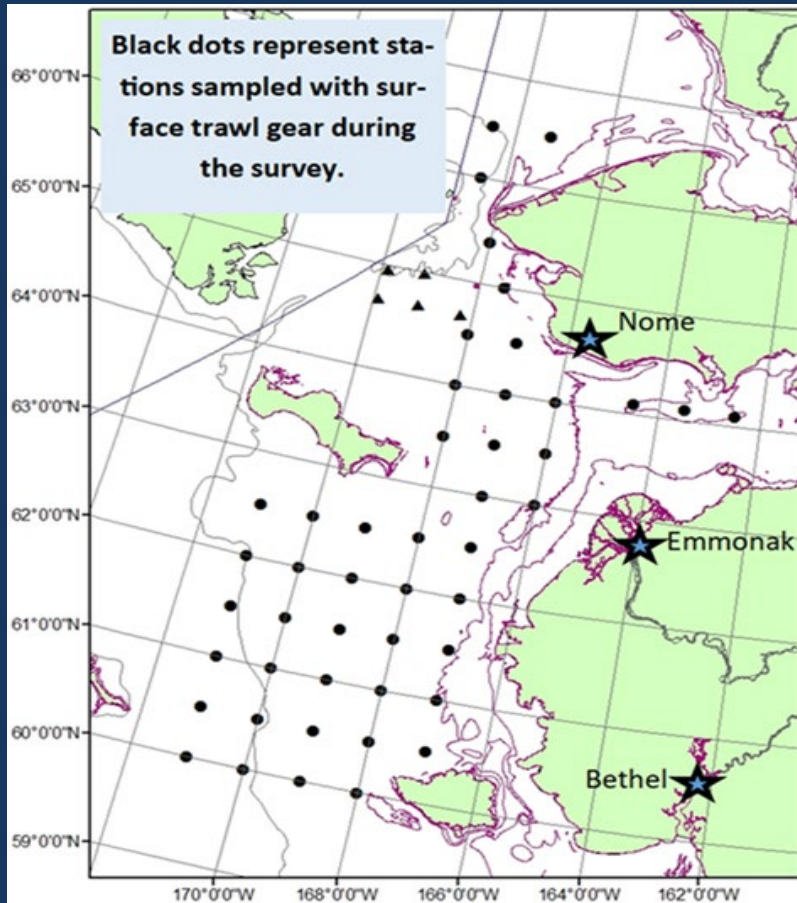 Black dots represent sta-
tions sampled with sur-
face trawl gear during
the survey.
66°0'0"N
65°0'0"N
64°0'0"N
63°0'0"N
62°0'0"N
61°0'0"N
60°0'0"N
59°0'0"N
Nome
Emmonak
Bethel
170°0'0"W
168°0'0"W
166°0'0"W
164°0'0"W
162°0'0"W